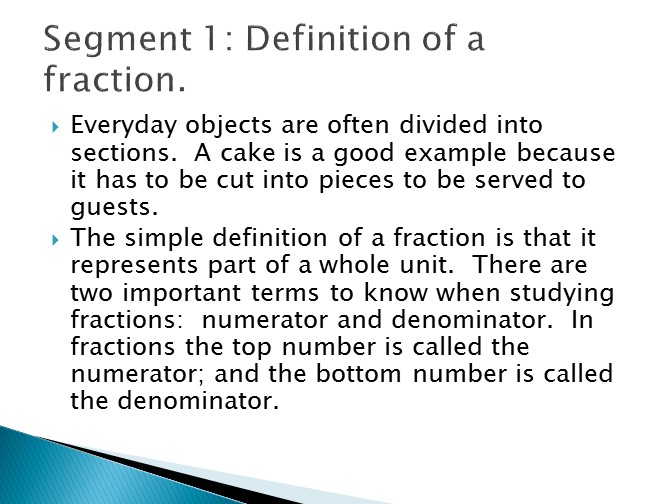 Segment 1: Definition of a
fraction.
Everyday objects are often divided into
sections.  A cake is a good example because
it has to be cut into pieces to be served to
guests.
The simple definition of a fraction is that it
represents part of a whole unit.  There are
two important terms to know when studying
fractions:  numerator and denominator.  In
fractions the top number is called the
numerator; and the bottom number is called
the denominator.